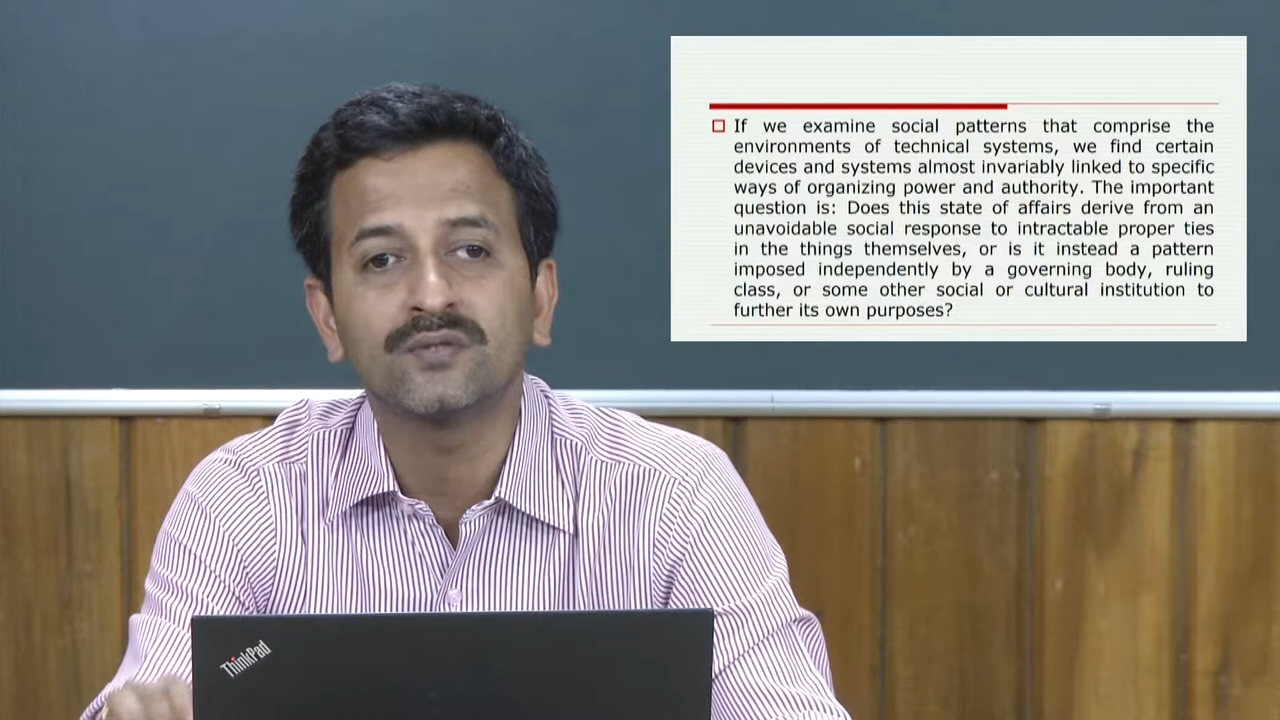 If we examine social patterns that comprise the
environments of technical systems, we find certain
devices and systems almost invariably linked to specific
ways of organizing power and authority. The important
question is: Does this state of affairs derive from an
unavoidable social response to intractable proper ties
in the things themselves, or is it instead a pattern
imposed independently by a governing body, ruling
class, or some other social or cultural institution to
further its own purposes?
ThinkPad